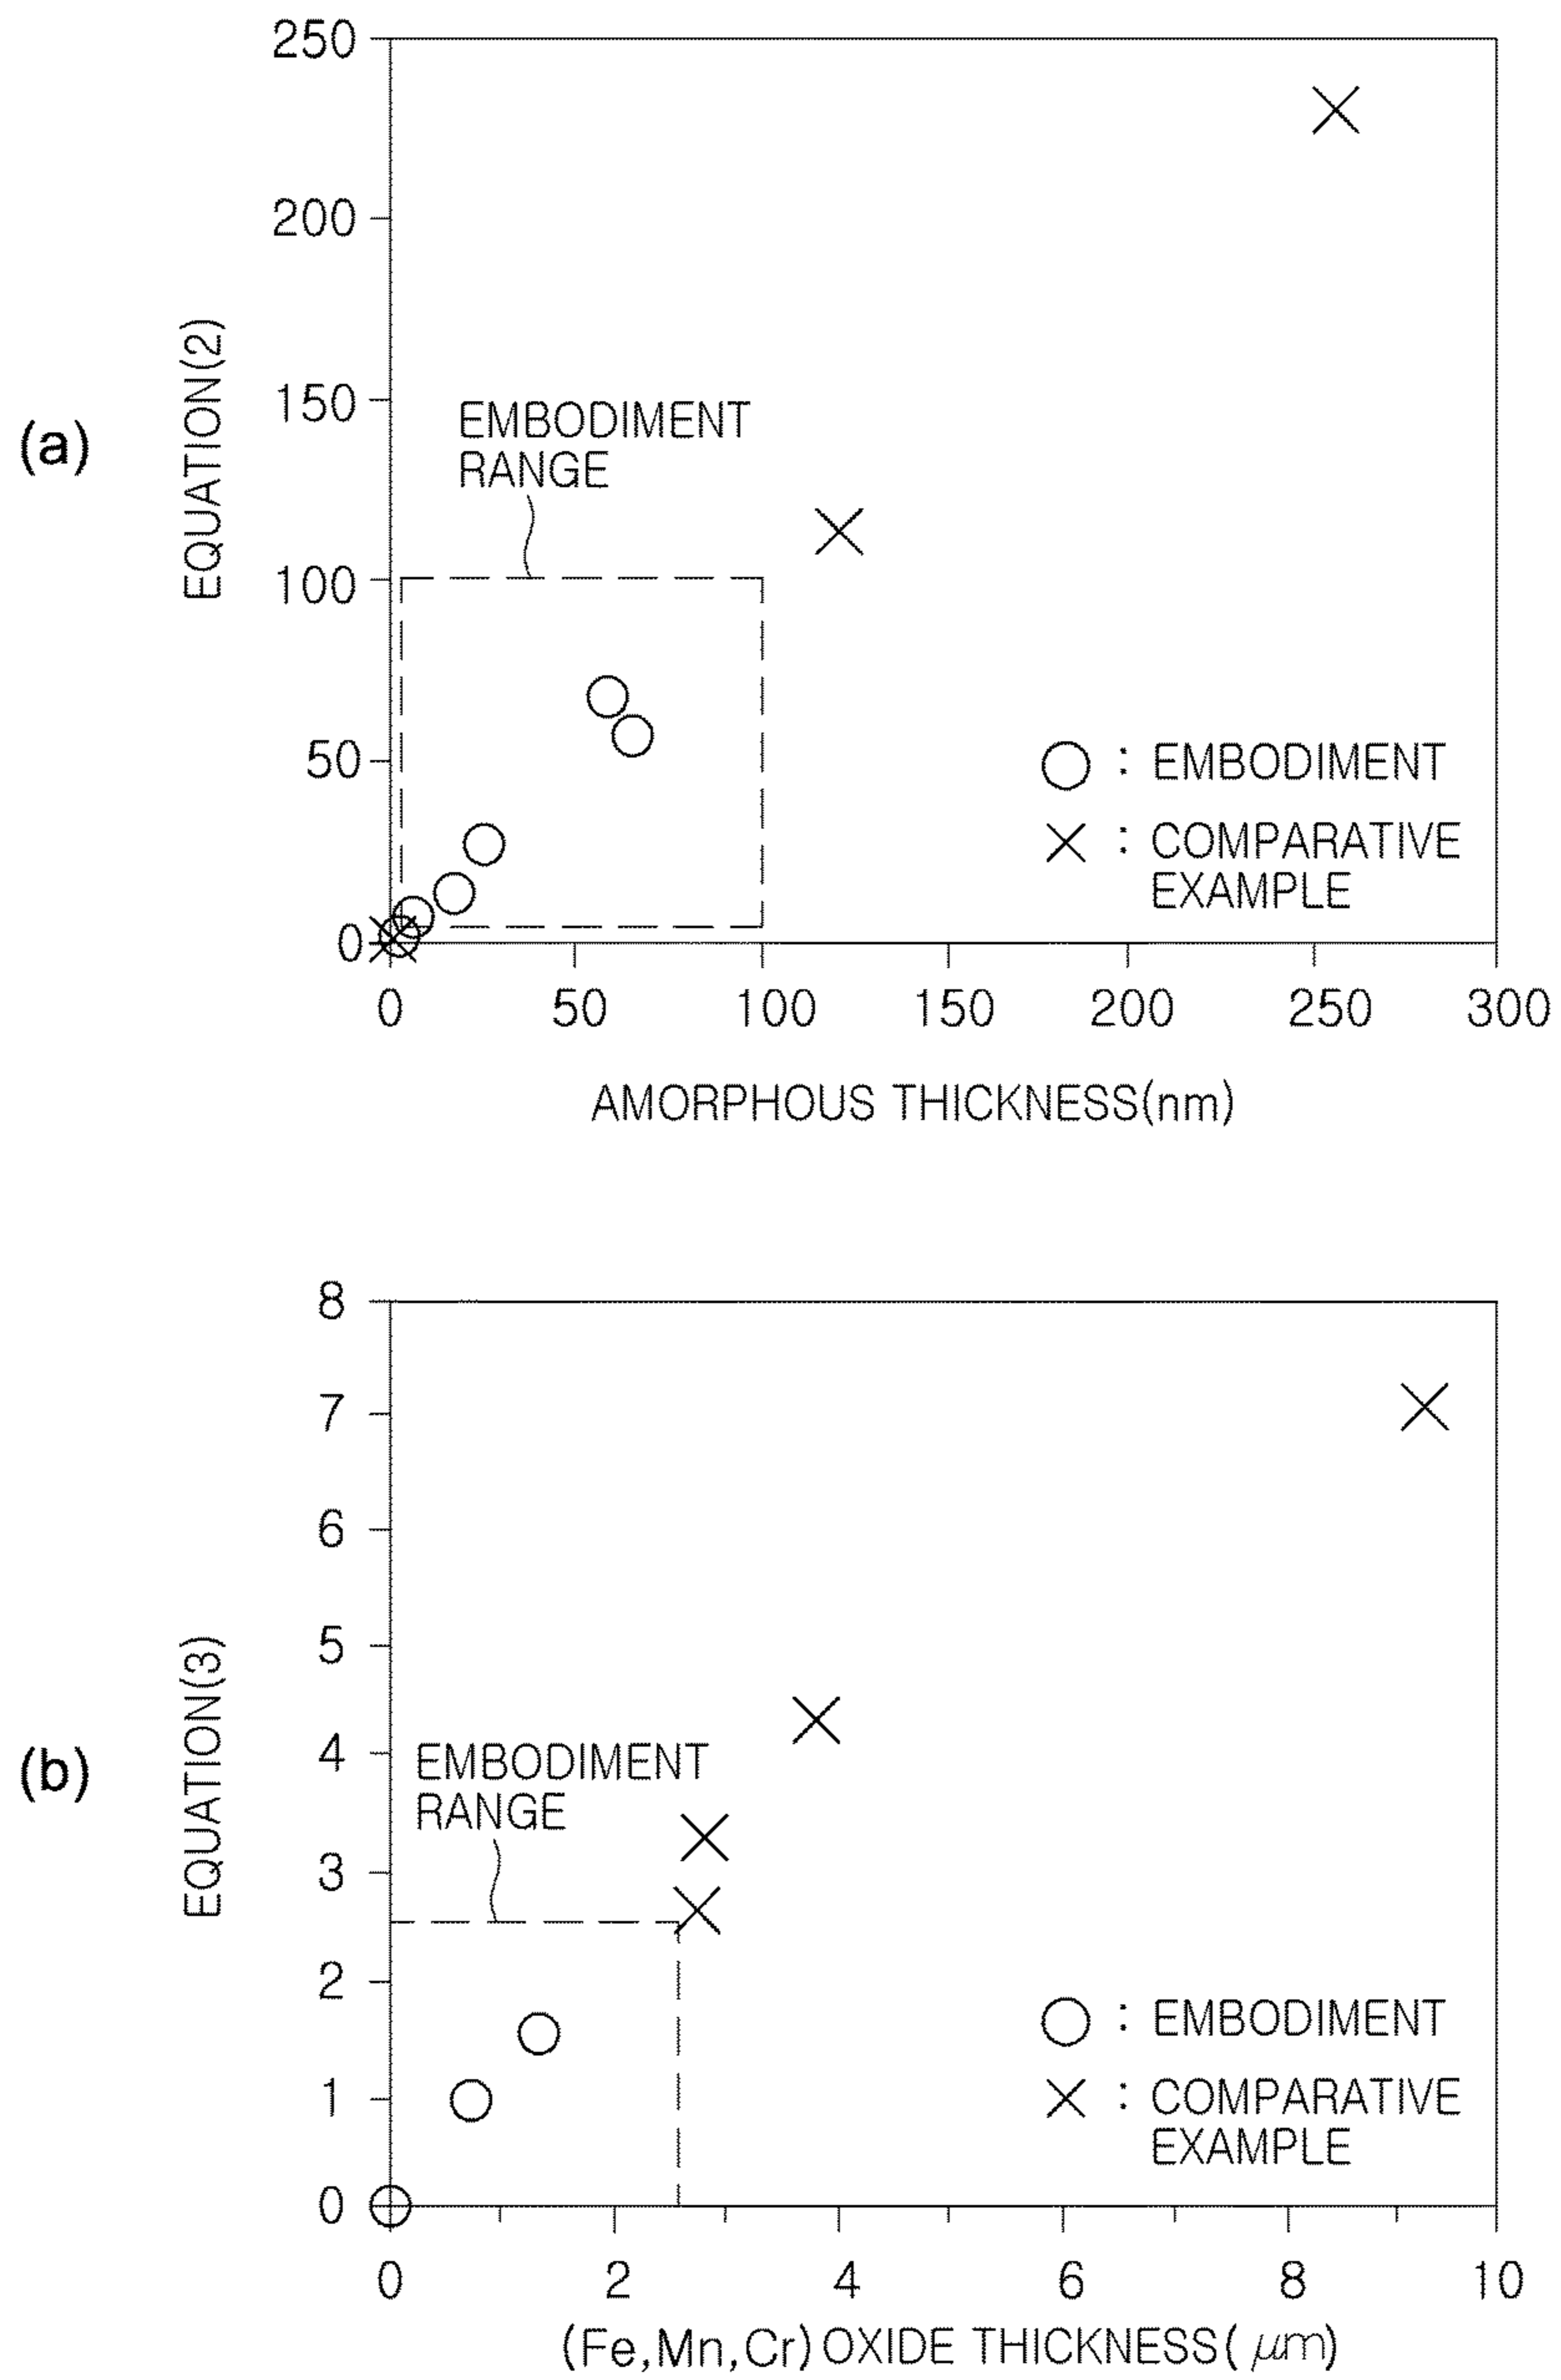 (a)
EQUATION(2)
250
200
150
100
50
0
EMBODIMENT
RANGE
○ : EMBODIMENT
× : COMPARATIVE
EXAMPLE
0 50 100 150 200 250 300
AMORPHOUS THICKNESS(nm)
(b)
EQUATION(3)
8
7
6
5
4
3
2
1
0
EMBODIMENT
RANGE
○ : EMBODIMENT
× : COMPARATIVE
EXAMPLE
0 2 4 6 8 10
(Fe,Mn,Cr) OXIDE THICKNESS( μm)